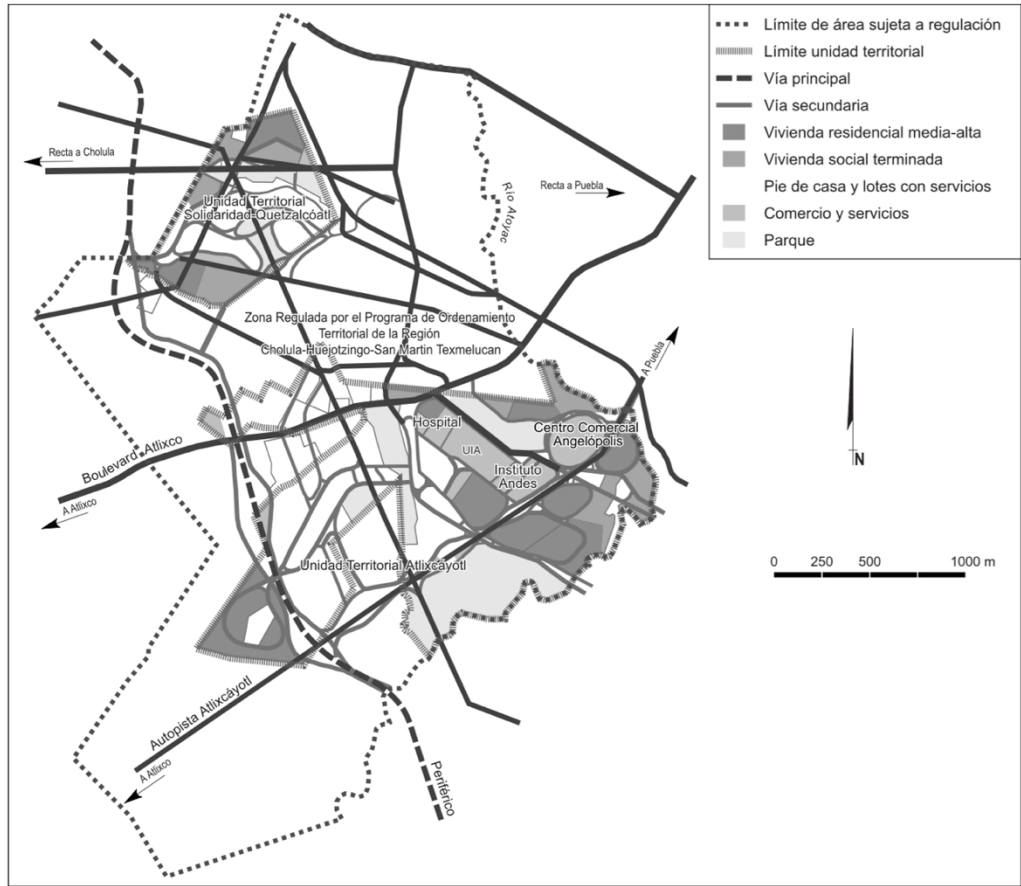 Límite de área sujeta a regulación
Límite unidad territorial
Vía principal
Vía secundaria
Vivienda residencial media-alta
Vivienda social terminada
Pie de casa y lotes con servicios
Comercio y servicios
Parque
Recta a Cholula
Recta a Puebla
Río Atoyac
Unidad Territorial
Solidaridad-Quetzalcóatl
Zona Regulada por el Programa de Ordenamiento
Territorial de la Región
Cholula-Huejotzingo-San Martin Texmelucan
A Puebla
Hospital
Centro Comercial
Angelópolis
UIA
Instituto
Andes
Boulevard Atlixco
A Atlixco
Unidad Territorial Atlixcáyotl
Autopista Atlixcáyotl
A Atlixco
Periférico
N
0 250 500 1000 m